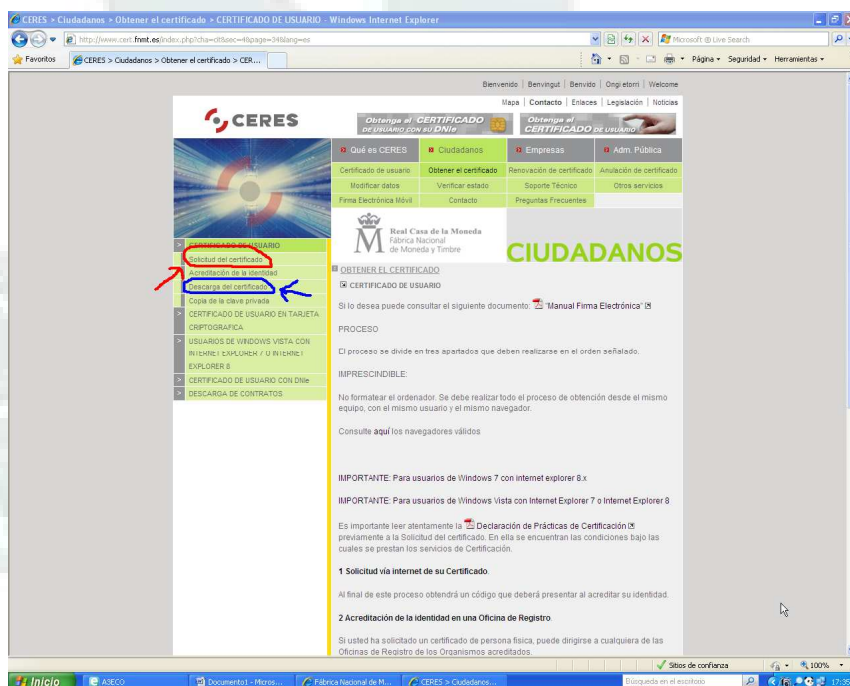 CERES > Ciudadanos > Obtener el certificado > CERTIFICADO DE USUARIO - Windows Internet Explorer
Microsoft ® Live Search
Favoritos
CERES > Ciudadanos > Obtener el certificado > CER...
Página
Seguridad
Herramientas
Bienvenido | Benvingut | Benvido | Ongi etorri | Welcome
Mapa | Contacto | Enlaces | Legislación | Noticias
CERES
Obtenga el CERTIFICADO
DE USUARIO CON SU DNIe
Obtenga el
CERTIFICADO DE USUARIO
Qué es CERES
Ciudadanos
Empresas
Adm. Pública
Certificado de usuario
Obtener el certificado
Renovación de certificado
Anulación de certificado
Modificar datos
Verificar estado
Soporte Técnico
Otros servicios
Firma Electrónica Móvil
Contacto
Preguntas Frecuentes
Real Casa de la Moneda
Fábrica Nacional
de Moneda y Timbre
CIUDADANOS
> CERTIFICADO DE USUARIO
Solicitud del certificado
Acreditación de la identidad
Descarga del certificado
Copia de la clave privada
> CERTIFICADO DE USUARIO EN TARJETA
CRIPTOGRAFICA
> USUARIOS DE WINDOWS VISTA CON
INTERNET EXPLORER 7 O INTERNET
EXPLORER 8
> CERTIFICADO DE USUARIO CON DNIe
> DESCARGA DE CONTRATOS
OBTENER EL CERTIFICADO
CERTIFICADO DE USUARIO
Si lo desea puede consultar el siguiente documento: "Manual Firma Electrónica"
PROCESO
El proceso se divide en tres apartados que deben realizarse en el orden señalado.
IMPRESCINDIBLE:
No formatear el ordenador. Se debe realizar todo el proceso de obtención desde el mismo
equipo, con el mismo usuario y el mismo navegador.
Consulte aquí los navegadores válidos
IMPORTANTE: Para usuarios de Windows 7 con internet explorer 8.x
IMPORTANTE: Para usuarios de Windows Vista con Internet Explorer 7 o Internet Explorer 8
Es importante leer atentamente la Declaración de Prácticas de Certificación
previamente a la Solicitud del certificado. En ella se encuentran las condiciones bajo las
cuales se prestan los servicios de Certificación.
1 Solicitud vía internet de su Certificado.
Al final de este proceso obtendrá un código que deberá presentar al acreditar su identidad.
2 Acreditación de la identidad en una Oficina de Registro.
Si usted ha solicitado un certificado de persona física, puede dirigirse a cualquiera de las
Oficinas de Registro de los Organismos acreditados.
Sitios de confianza
100%
Inicio
A3ECO
Documento1 - Micros...
Fábrica Nacional de M...
CERES > Ciudadanos...
Búsqueda en el escritorio
17:35